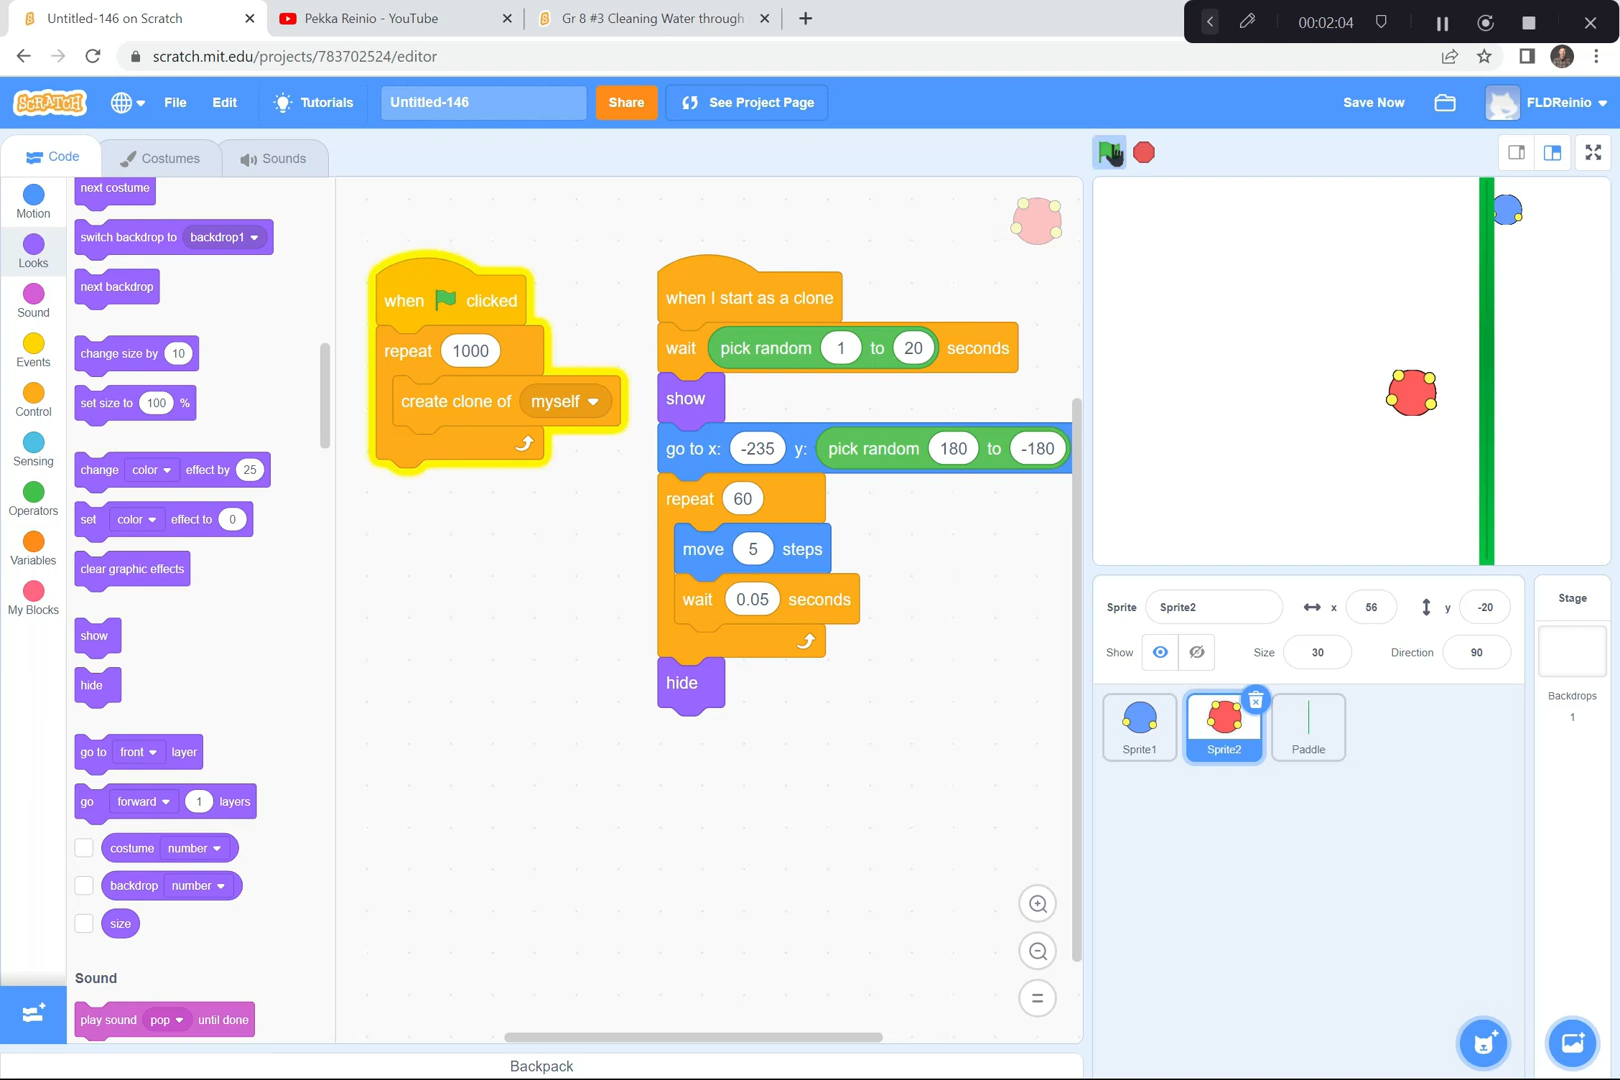 Untitled-146 on Scratch
Pekka Reinio - YouTube
Gr 8 #3 Cleaning Water through
00:02:04
scratch.mit.edu/projects/783702524/editor
SCRATCH
File
Edit
Tutorials
Untitled-146
Share
See Project Page
Save Now
FLDReinio
Code
Costumes
Sounds
Motion
Looks
Sound
Events
Control
Sensing
Operators
Variables
My Blocks
next costume
switch backdrop to backdrop1
next backdrop
change size by 10
set size to 100 %
change color effect by 25
set color effect to 0
clear graphic effects
show
hide
go to front layer
go forward 1 layers
costume number
backdrop number
size
Sound
play sound pop until done
when clicked
repeat 1000
create clone of myself
when I start as a clone
wait pick random 1 to 20 seconds
show
go to x: -235 y: pick random 180 to -180
repeat 60
move 5 steps
wait 0.05 seconds
hide
Backpack
Sprite Sprite2 x 56 y -20
Show Size 30 Direction 90
Sprite1
Sprite2
Paddle
Stage
Backdrops
1